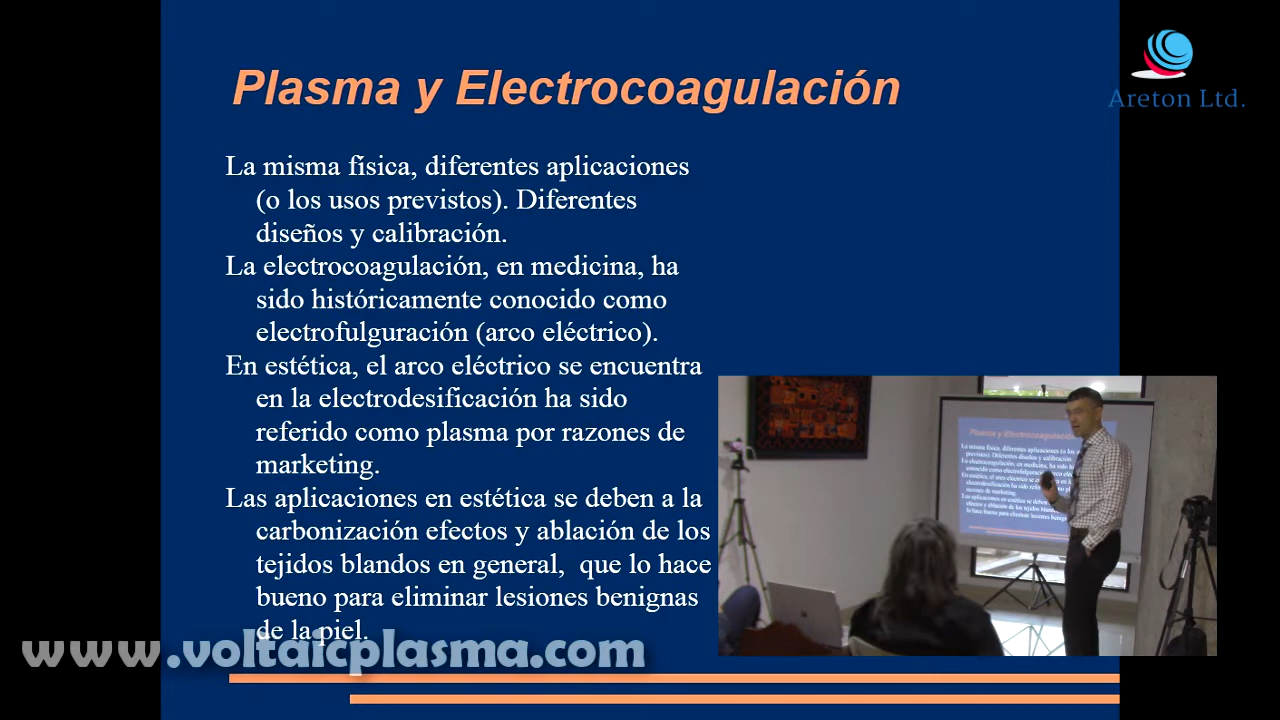 Plasma y Electrocoagulación
Areton Ltd.
La misma física, diferentes aplicaciones
(o los usos previstos). Diferentes
diseños y calibración.
La electrocoagulación, en medicina, ha
sido históricamente conocido como
electrofulguración (arco eléctrico).
En estética, el arco eléctrico se encuentra
en la electrodesificación ha sido
referido como plasma por razones de
marketing.
Las aplicaciones en estética se deben a la
carbonización efectos y ablación de los
tejidos blandos en general, que lo hace
bueno para eliminar lesiones benignas
de la piel.
www.voltaicplasma.com
Plasma y Electrocoagulación